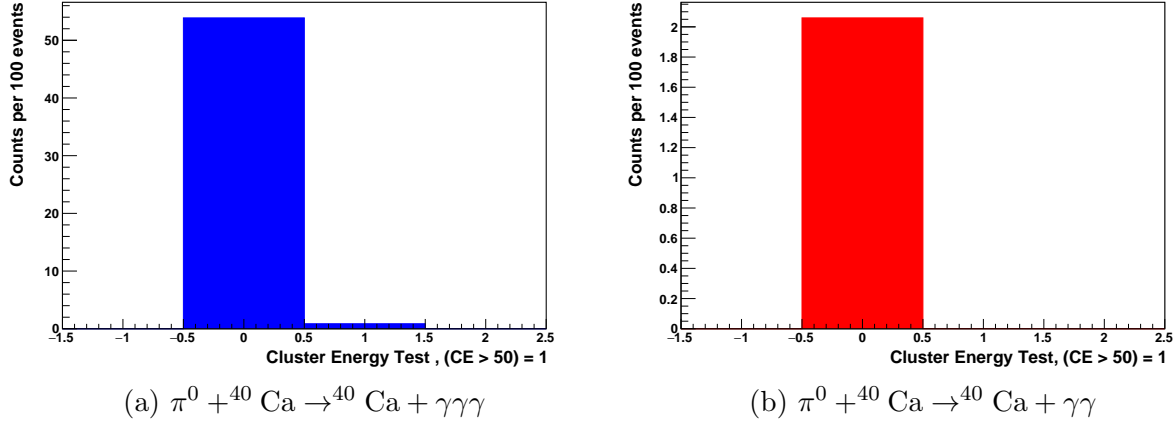 Counts per 100 events
50
40
30
20
10
0
−1.5 −1 −0.5 0 0.5 1 1.5 2 2.5
Cluster Energy Test , (CE > 50) = 1
(a) π⁰ +⁴⁰ Ca →⁴⁰ Ca + γγγ
Counts per 100 events
2
1.8
1.6
1.4
1.2
1
0.8
0.6
0.4
0.2
0
−1.5 −1 −0.5 0 0.5 1 1.5 2 2.5
Cluster Energy Test, (CE > 50) = 1
(b) π⁰ +⁴⁰ Ca →⁴⁰ Ca + γγ